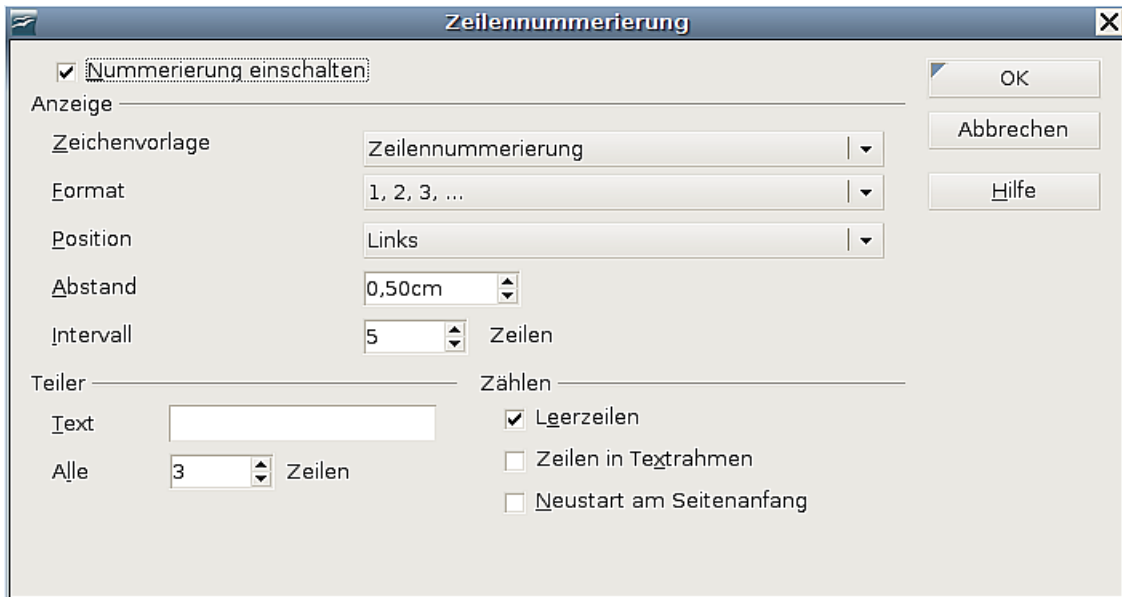 Zeilennummerierung
Nummerierung einschalten
OK
Anzeige
Abbrechen
Zeichenvorlage
Zeilennummerierung
Format
1, 2, 3, ...
Hilfe
Position
Links
Abstand
0,50cm
Intervall
5
Zeilen
Teiler
Zählen
Text
Leerzeilen
Alle
3
Zeilen
Zeilen in Textrahmen
Neustart am Seitenanfang